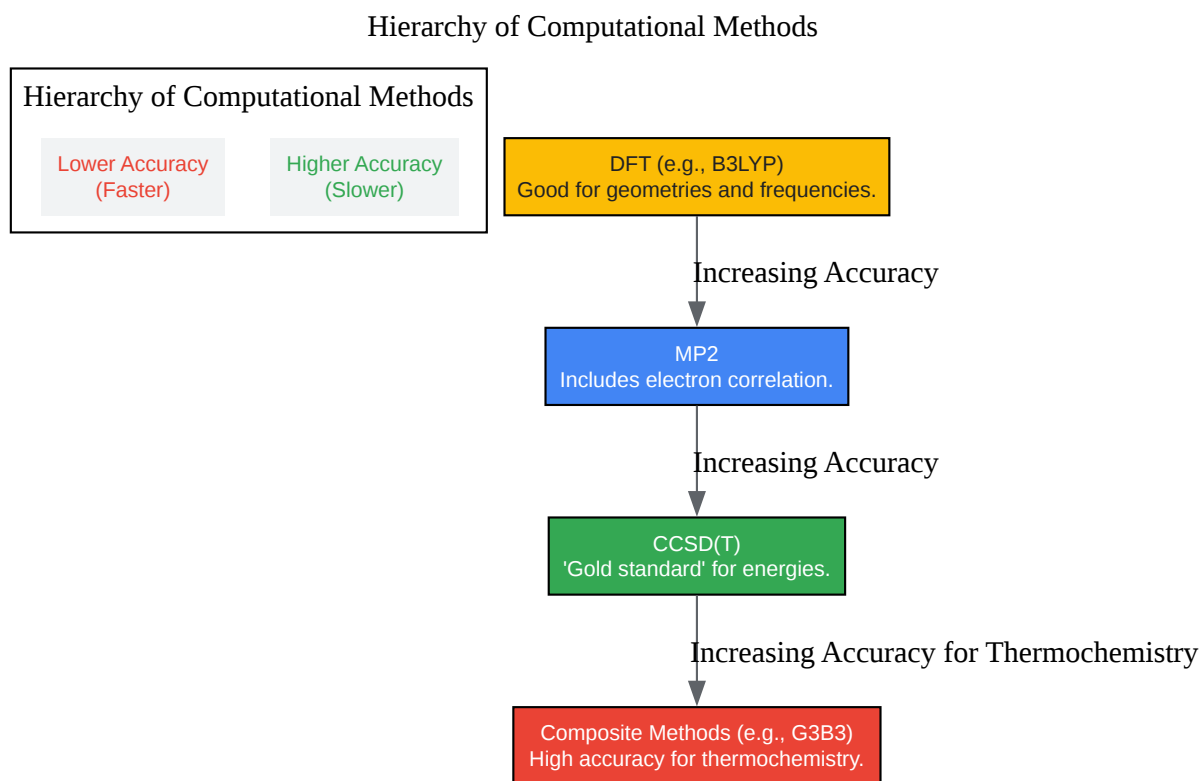 Hierarchy of Computational Methods
Hierarchy of Computational Methods
Lower Accuracy
(Faster)
Higher Accuracy
(Slower)
DFT (e.g., B3LYP)
Good for geometries and frequencies.
Increasing Accuracy
MP2
Includes electron correlation.
Increasing Accuracy
CCSD(T)
'Gold standard' for energies.
Increasing Accuracy for Thermochemistry
Composite Methods (e.g., G3B3)
High accuracy for thermochemistry.